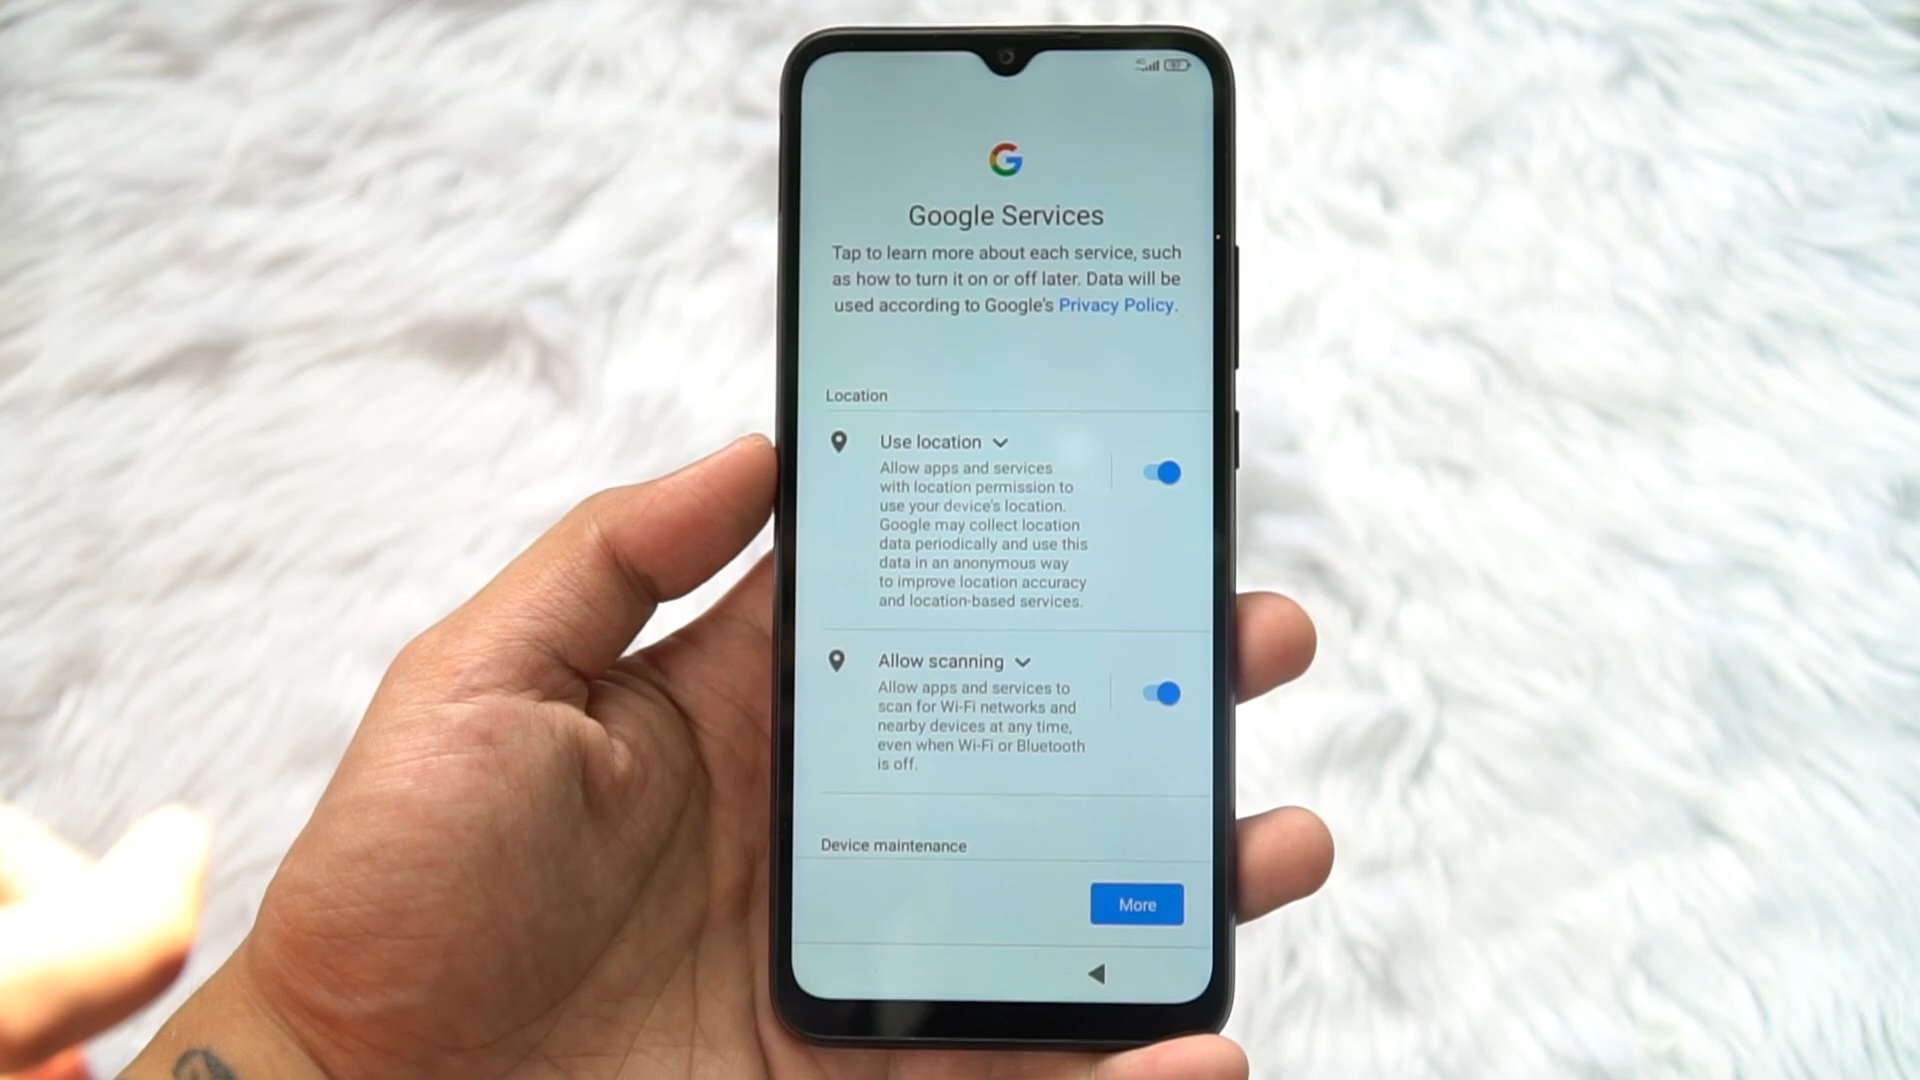 Google Services
Tap to learn more about each service, such
as how to turn it on or off later. Data will be
used according to Google's Privacy Policy.
Location
Use location
Allow apps and services
with location permission to
use your device's location.
Google may collect location
data periodically and use this
data in an anonymous way
to improve location accuracy
and location-based services.
Allow scanning
Allow apps and services to
scan for Wi-Fi networks and
nearby devices at any time,
even when Wi-Fi or Bluetooth
is off.
Device maintenance
More